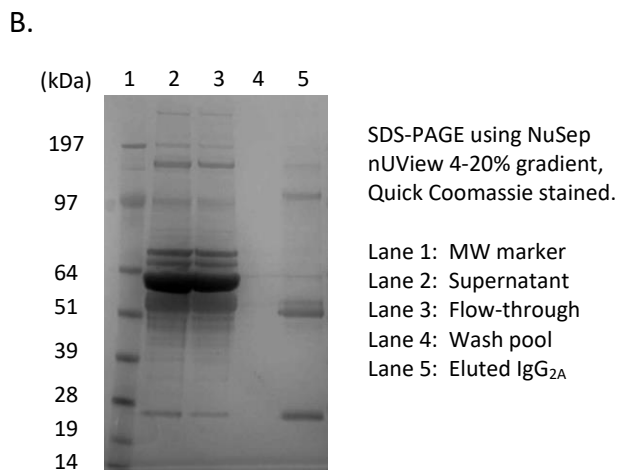 B.
(kDa) 1 2 3 4 5
197
97
64
51
39
28
19
14
SDS-PAGE using NuSep
nUView 4-20% gradient,
Quick Coomassie stained.
Lane 1: MW marker
Lane 2: Supernatant
Lane 3: Flow-through
Lane 4: Wash pool
Lane 5: Eluted IgG2A